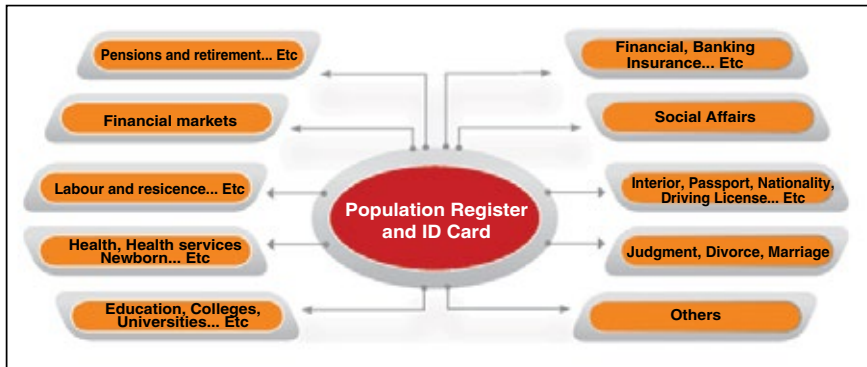 Pensions and retirement... Etc
Financial markets
Labour and resicence... Etc
Health, Health services
Newborn... Etc
Education, Colleges,
Universities... Etc
Population Register
and ID Card
Financial, Banking
Insurance... Etc
Social Affairs
Interior, Passport, Nationality,
Driving License... Etc
Judgment, Divorce, Marriage
Others